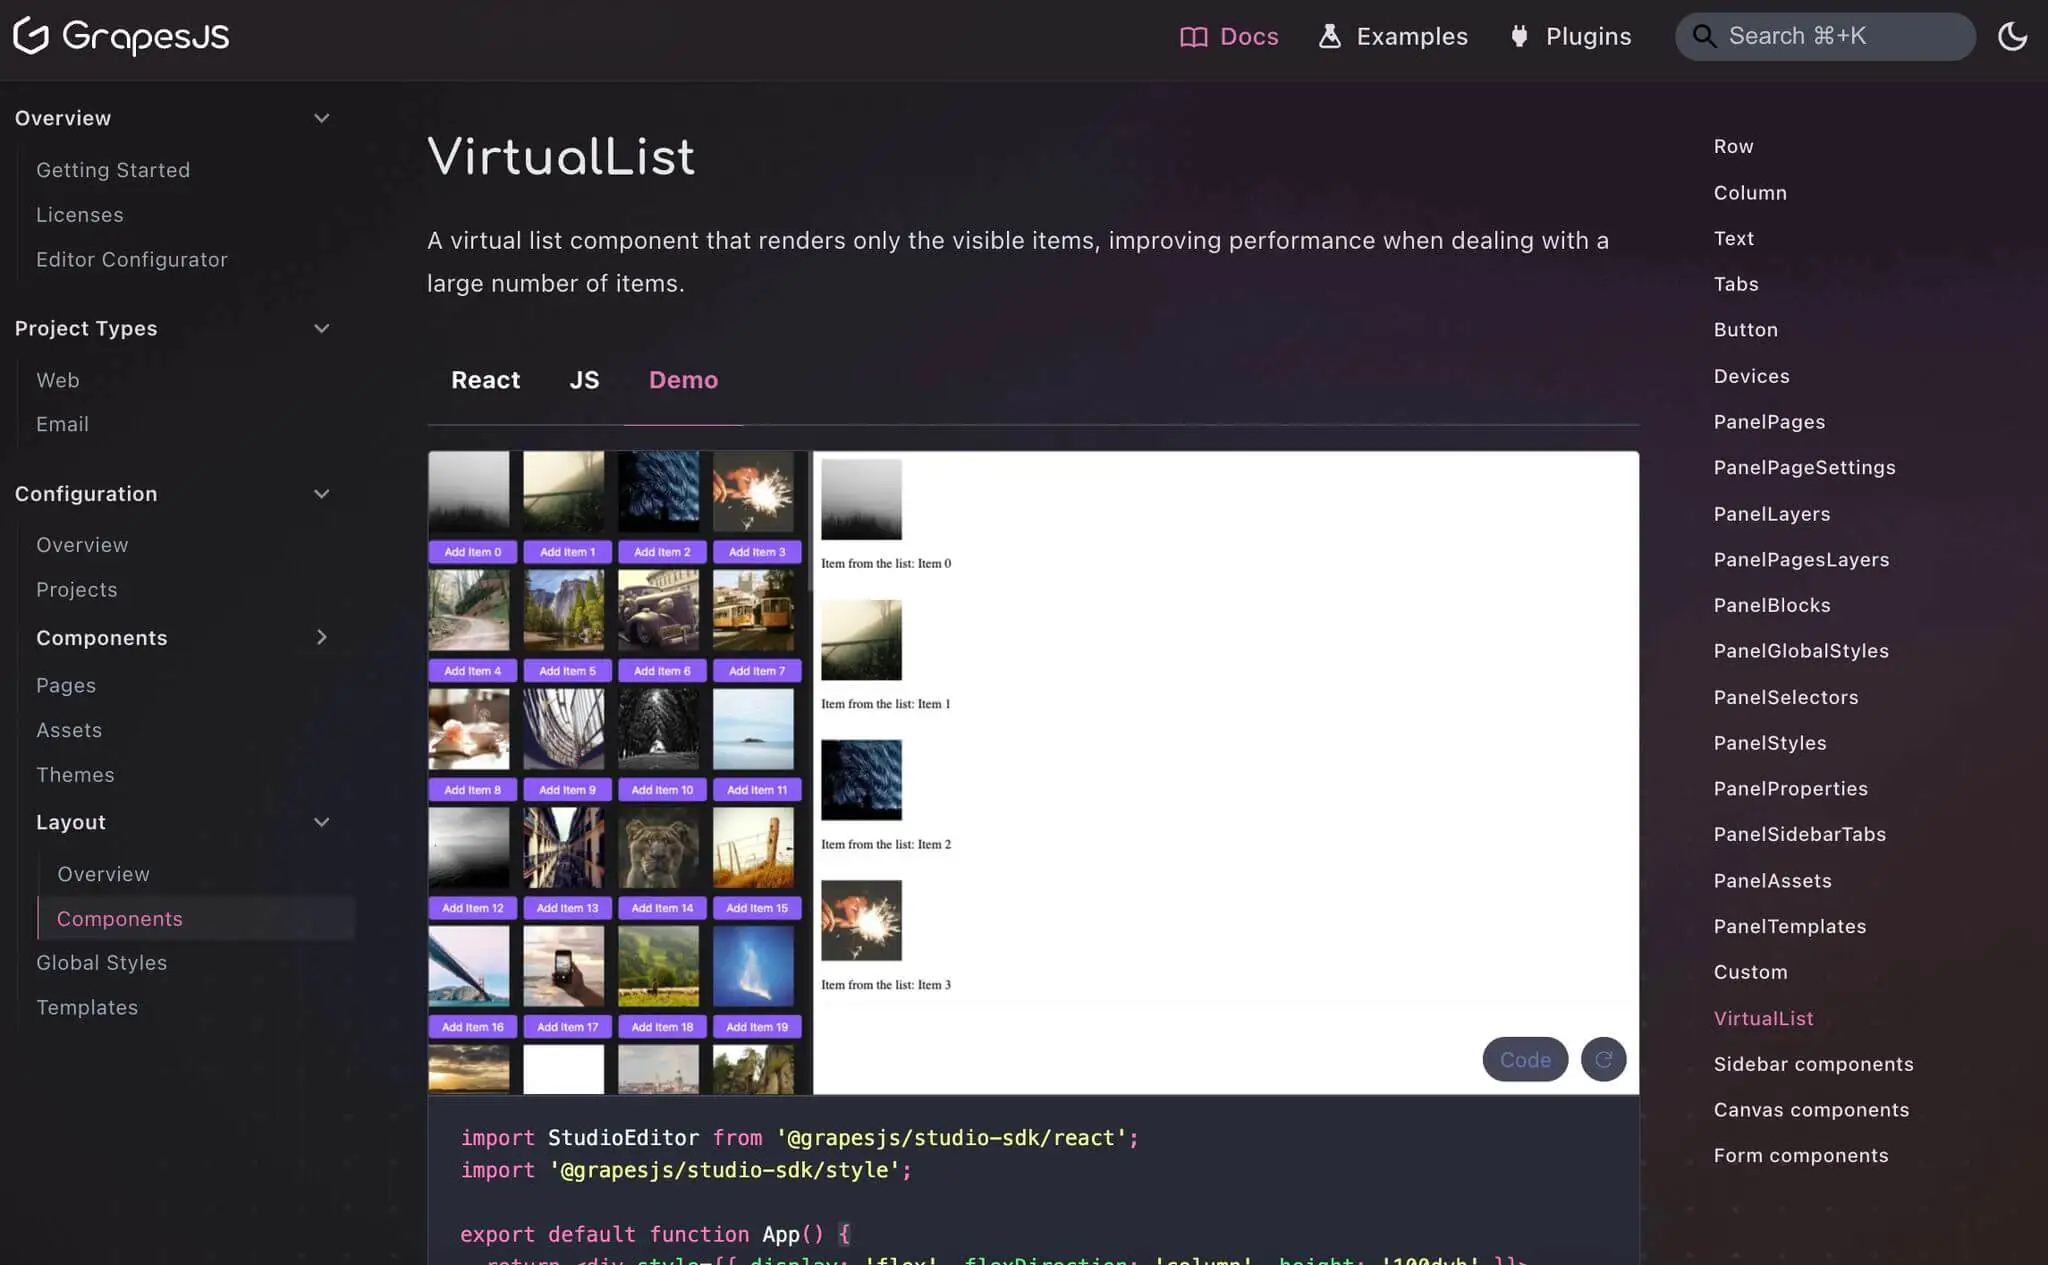 GrapesJS
Docs
Examples
Plugins
Search ⌘+K
Overview
Getting Started
Licenses
Editor Configurator
Project Types
Web
Email
Configuration
Overview
Projects
Components
Pages
Assets
Themes
Layout
Overview
Components
Global Styles
Templates
VirtualList
A virtual list component that renders only the visible items, improving performance when dealing with a
large number of items.
React JS Demo
Add Item 0 Add Item 1 Add Item 2 Add Item 3
Add Item 4 Add Item 5 Add Item 6 Add Item 7
Add Item 8 Add Item 9 Add Item 10 Add Item 11
Add Item 12 Add Item 13 Add Item 14 Add Item 15
Add Item 16 Add Item 17 Add Item 18 Add Item 19
Item from the list: Item 0
Item from the list: Item 1
Item from the list: Item 2
Item from the list: Item 3
Code
import StudioEditor from '@grapesjs/studio-sdk/react';
import '@grapesjs/studio-sdk/style';
export default function App() {
return <div style={{ display: 'flex', flexDirection: 'column', height: '100dvh' }}>
Row
Column
Text
Tabs
Button
Devices
PanelPages
PanelPageSettings
PanelLayers
PanelPagesLayers
PanelBlocks
PanelGlobalStyles
PanelSelectors
PanelStyles
PanelProperties
PanelSidebarTabs
PanelAssets
PanelTemplates
Custom
VirtualList
Sidebar components
Canvas components
Form components